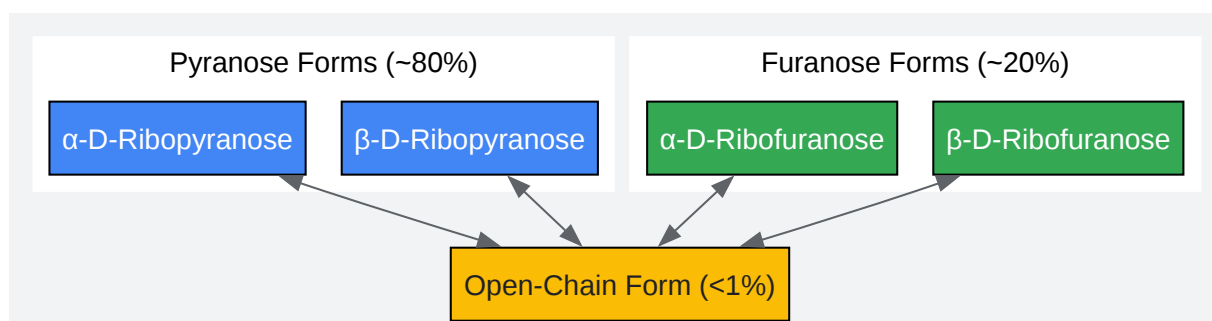 Pyranose Forms (~80%)
Furanose Forms (~20%)
α-D-Ribopyranose
β-D-Ribopyranose
α-D-Ribofuranose
β-D-Ribofuranose
Open-Chain Form (<1%)